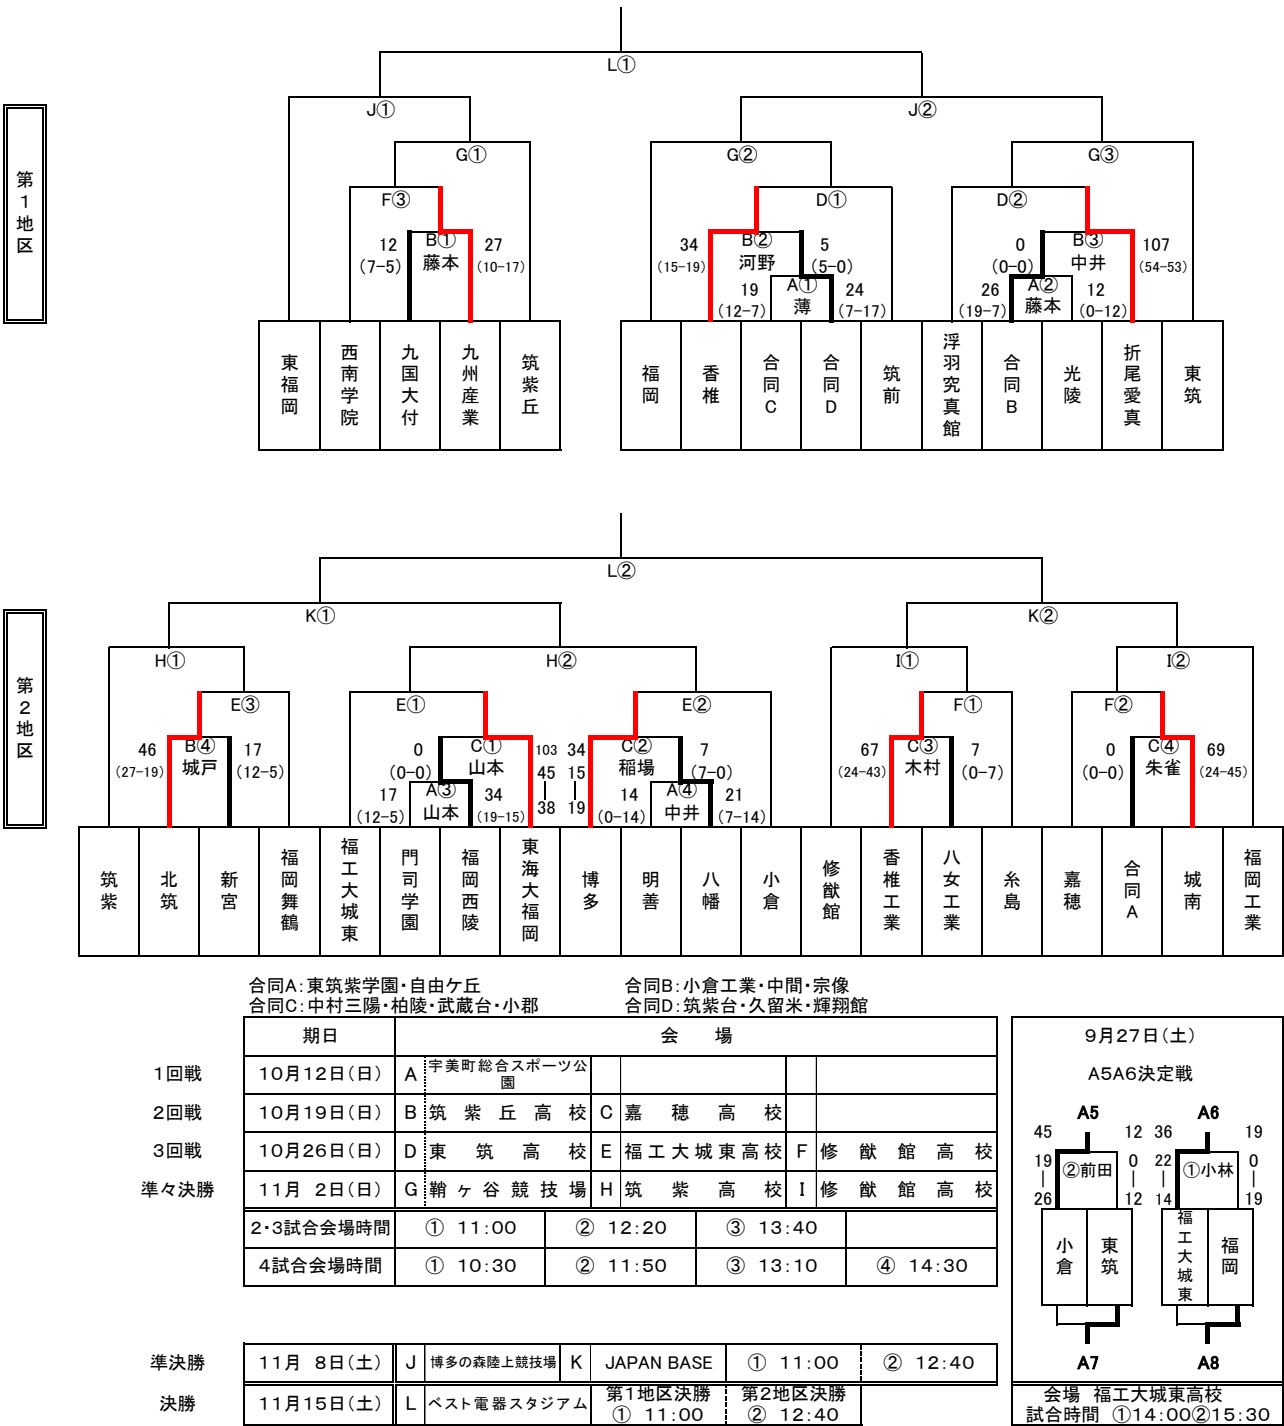 L①
J①
J②
G①
G②
G③
第1地区
F③
D①
D②
12
B①
27
34
B②
5
0
B③
107
(7-5)
藤本
(10-17)
(15-19)
河野
(5-0)
(0-0)
中井
(54-53)
19
A①
24
26
A②
12
(12-7)
薄
(7-17)
(19-7)
藤本
(0-12)
東福岡
西南学院
九国大付
九州産業
筑紫丘
福岡
香椎
合同C
合同D
筑前
浮羽究真館
合同B
光陵
折尾愛真
東筑
L②
K①
K②
H①
H②
I①
I②
第2地区
E③
E①
E②
F①
F②
46
B④
17
0
C①
103
34
C②
7
67
C③
7
0
C④
69
(27-19)
城戸
(12-5)
(0-0)
山本
45
|
38
15
|
19
稲場
(7-0)
(24-43)
木村
(0-7)
(0-0)
朱雀
(24-45)
17
A③
34
14
A④
21
(12-5)
山本
(19-15)
(0-14)
中井
(7-14)
筑紫
北筑
新宮
福岡舞鶴
福工大城東
門司学園
福岡西陵
東海大福岡
博多
明善
八幡
小倉
修猷館
香椎工業
八女工業
糸島
嘉穂
合同A
城南
福岡工業
合同A:東筑紫学園・自由ケ丘
合同B:小倉工業・中間・宗像
合同C:中村三陽・柏陵・武蔵台・小郡
合同D:筑紫台・久留米・輝翔館
期日 会 場
1回戦 10月12日(日) A 宇美町総合スポーツ公園
2回戦 10月19日(日) B 筑紫丘高校 C 嘉穂高校
3回戦 10月26日(日) D 東筑高校 E 福工大城東高校 F 修猷館高校
準々決勝 11月 2日(日) G 鞘ヶ谷競技場 H 筑紫高校 I 修猷館高校
2・3試合会場時間 ① 11:00 ② 12:20 ③ 13:40
4試合会場時間 ① 10:30 ② 11:50 ③ 13:10 ④ 14:30
準決勝 11月 8日(土) J 博多の森陸上競技場 K JAPAN BASE ① 11:00 ② 12:40
決勝 11月15日(土) L ベスト電器スタジアム 第1地区決勝 ① 11:00 第2地区決勝 ② 12:40
9月27日(土)
A5A6決定戦
A5 A6
45 12 36 19
19
|
26
②前田
0
|
12
22
|
14
①小林
0
|
19
小倉
東筑
福工大城東
福岡
A7 A8
会場 福工大城東高校
試合時間 ①14:00②15:30